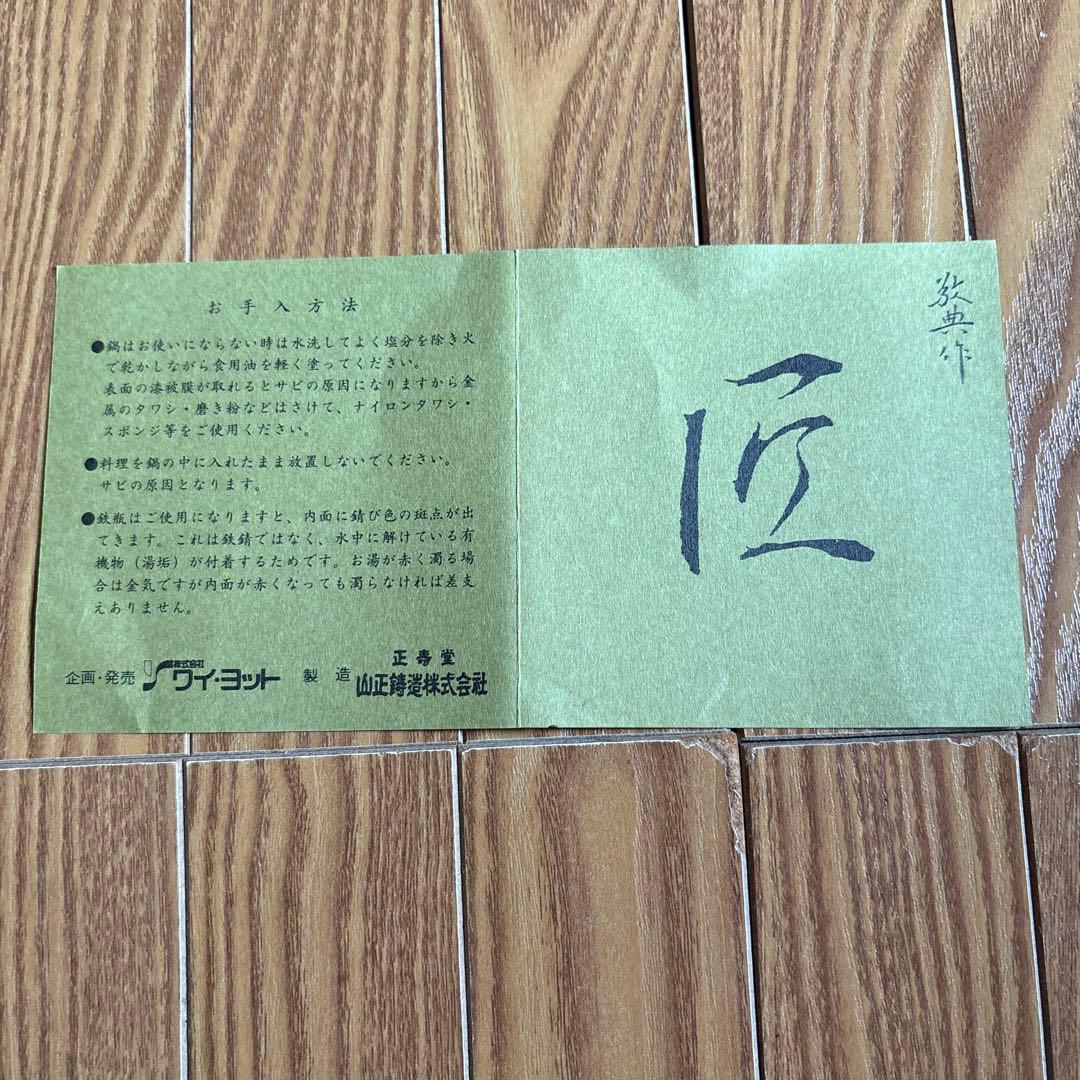 お手入方法
●鍋はお使いにならない時は水洗してよく塩分を除き火
で乾かしながら食用油を軽く塗ってください。
表面の漆被膜が取れるとサビの原因になりますから金
属のタワシ・磨き粉などはさけて、ナイロンタワシ・
スポンジ等をご使用ください。
●料理を鍋の中に入れたまま放置しないでください。
サビの原因となります。
●鉄瓶はご使用になりますと、内面に錆び色の斑点が出
てきます。これは鉄錆ではなく、水中に解けている有
機物（湯垢）が付着するためです。お湯が赤く濁る場
合は金気ですが内面が赤くなっても濁らなければ差支
えありません。
企画・発売 株式会社 ワイ・ヨット 製造 正寿堂 山正鋳造株式会社
敬典作
匠